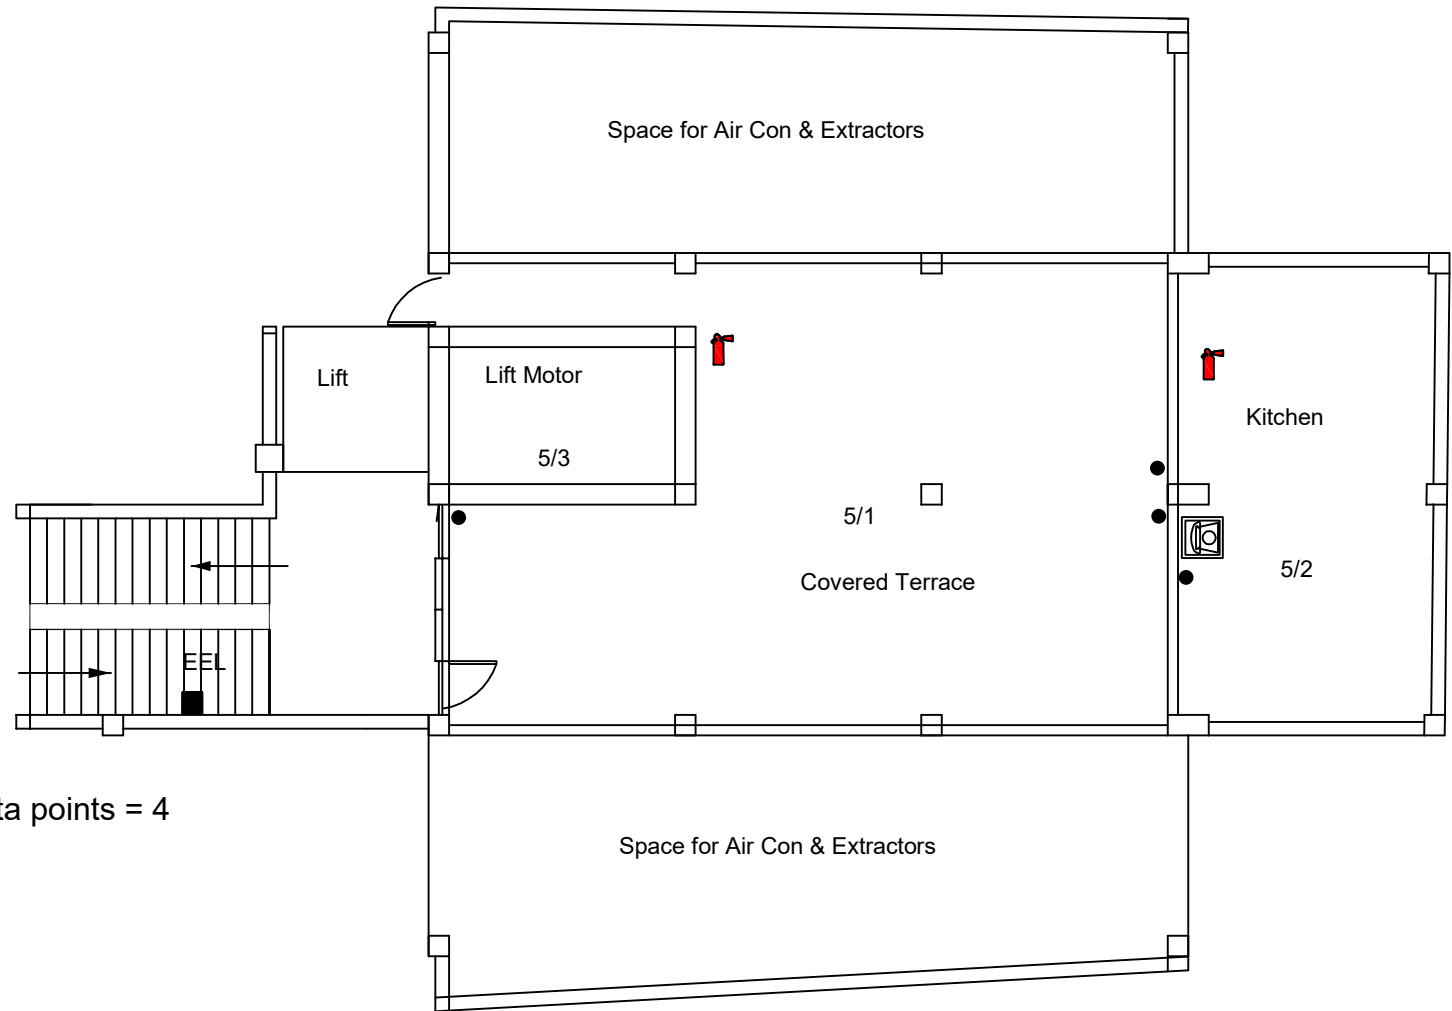 Space for Air Con & Extractors
Lift
Lift Motor
5/3
Kitchen
5/1
Covered Terrace
5/2
EEL
ta points = 4
Space for Air Con & Extractors